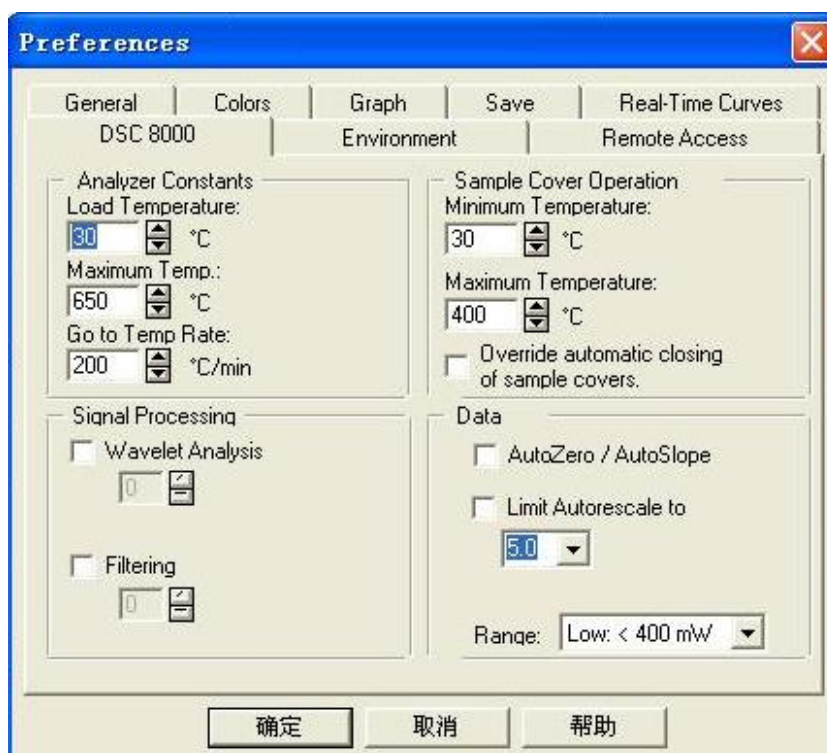 Preferences
General Colors Graph Save Real-Time Curves
DSC 8000 Environment Remote Access
Analyzer Constants
Load Temperature:
30 °C
Maximum Temp.:
650 °C
Go to Temp Rate:
200 °C/min
Sample Cover Operation
Minimum Temperature:
30 °C
Maximum Temperature:
400 °C
Override automatic closing
of sample covers.
Signal Processing
Wavelet Analysis
0
Filtering
0
Data
AutoZero / AutoSlope
Limit Autorescale to
5.0
Range: Low: < 400 mW
确定 取消 帮助